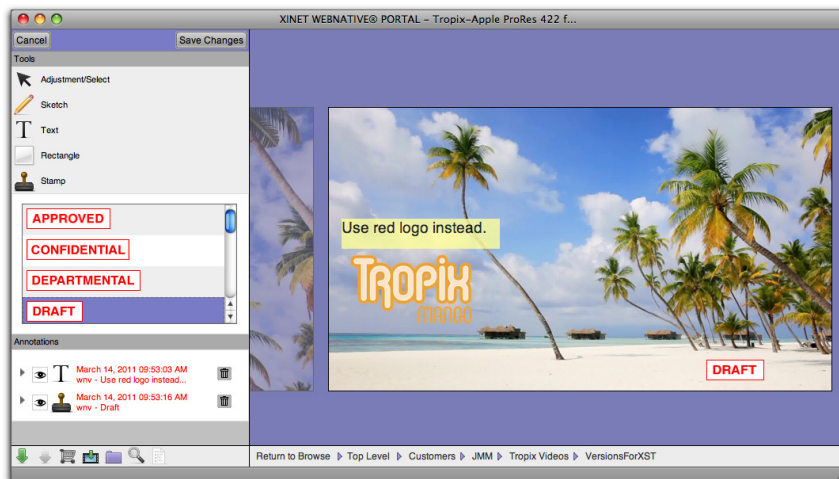 XINET WEBNATIVE® PORTAL – Tropix-Apple ProRes 422 f...
Cancel
Save Changes
Tools
Adjustment/Select
Sketch
T Text
Rectangle
Stamp
APPROVED
CONFIDENTIAL
DEPARTMENTAL
DRAFT
Annotations
T March 14, 2011 09:53:03 AM
wnv - Use red logo instead...
March 14, 2011 09:53:16 AM
wnv - Draft
Use red logo instead.
TROPIX
MANGO
DRAFT
Return to Browse Top Level Customers JMM Tropix Videos VersionsForXST